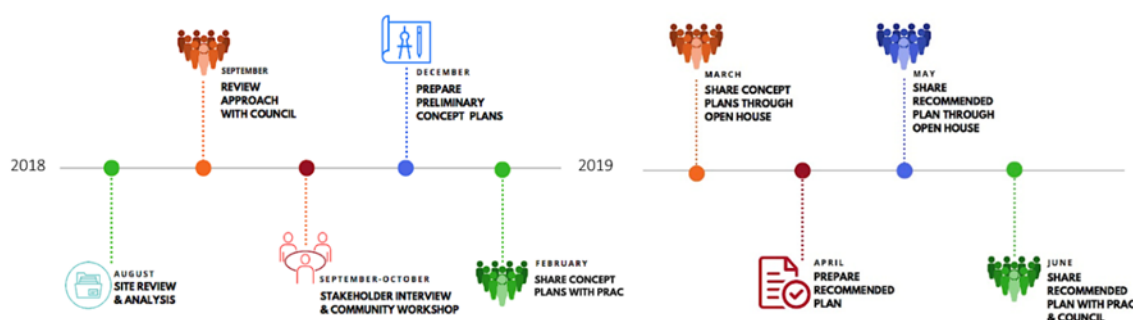 2018
AUGUST
SITE REVIEW
& ANALYSIS
SEPTEMBER
REVIEW
APPROACH
WITH COUNCIL
SEPTEMBER-OCTOBER
STAKEHOLDER INTERVIEW
& COMMUNITY WORKSHOP
DECEMBER
PREPARE
PRELIMINARY
CONCEPT PLANS
FEBRUARY
SHARE CONCEPT
PLANS WITH PRAC
2019
MARCH
SHARE CONCEPT
PLANS THROUGH
OPEN HOUSE
APRIL
PREPARE
RECOMMENDED
PLAN
MAY
SHARE
RECOMMENDED
PLAN THROUGH
OPEN HOUSE
JUNE
SHARE
RECOMMENDED
PLAN WITH PRAC
& COUNCIL